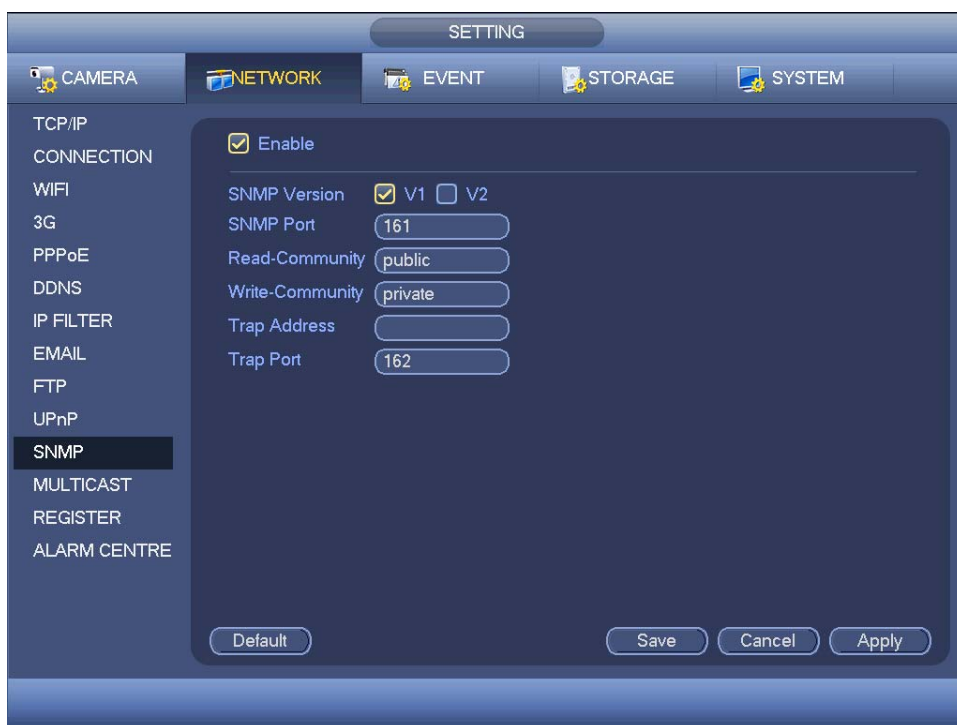 SETTING
CAMERA NETWORK EVENT STORAGE SYSTEM
TCP/IP
CONNECTION
WIFI
3G
PPPoE
DDNS
IP FILTER
EMAIL
FTP
UPnP
SNMP
MULTICAST
REGISTER
ALARM CENTRE
Enable
SNMP Version V1 V2
SNMP Port 161
Read-Community public
Write-Community private
Trap Address
Trap Port 162
Default Save Cancel Apply